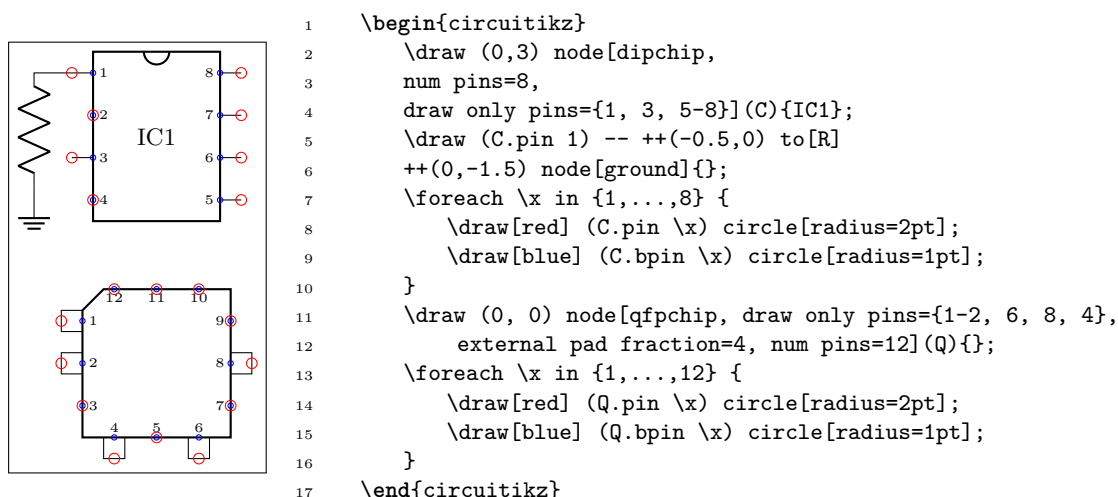 1 8
2 7
IC1
3 6
4 5
12 11 10
1 9
2 8
3 7
4 5 6
1 \begin{circuitikz}
2 \draw (0,3) node[dipchip,
3 num pins=8,
4 draw only pins={1, 3, 5-8}](C){IC1};
5 \draw (C.pin 1) -- ++(-0.5,0) to[R]
6 ++(0,-1.5) node[ground]{};
7 \foreach \x in {1,...,8} {
8 \draw[red] (C.pin \x) circle[radius=2pt];
9 \draw[blue] (C.bpin \x) circle[radius=1pt];
10 }
11 \draw (0, 0) node[qfpchip, draw only pins={1-2, 6, 8, 4},
12 external pad fraction=4, num pins=12](Q){};
13 \foreach \x in {1,...,12} {
14 \draw[red] (Q.pin \x) circle[radius=2pt];
15 \draw[blue] (Q.bpin \x) circle[radius=1pt];
16 }
17 \end{circuitikz}